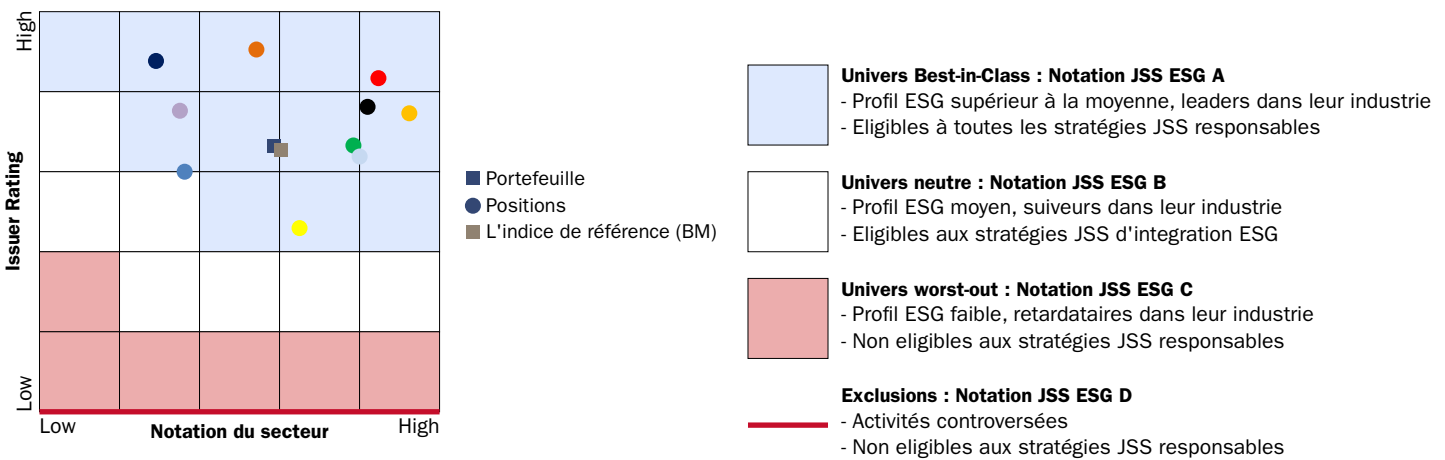 High
Issuer Rating
Low
Low
Notation du secteur
High
Portefeuille
Positions
L'indice de référence (BM)
Univers Best-in-Class : Notation JSS ESG A
- Profil ESG supérieur à la moyenne, leaders dans leur industrie
- Eligibles à toutes les stratégies JSS responsables
Univers neutre : Notation JSS ESG B
- Profil ESG moyen, suiveurs dans leur industrie
- Eligibles aux stratégies JSS d'integration ESG
Univers worst-out : Notation JSS ESG C
- Profil ESG faible, retardataires dans leur industrie
- Non eligibles aux stratégies JSS responsables
Exclusions : Notation JSS ESG D
- Activités controversées
- Non eligibles aux stratégies JSS responsables